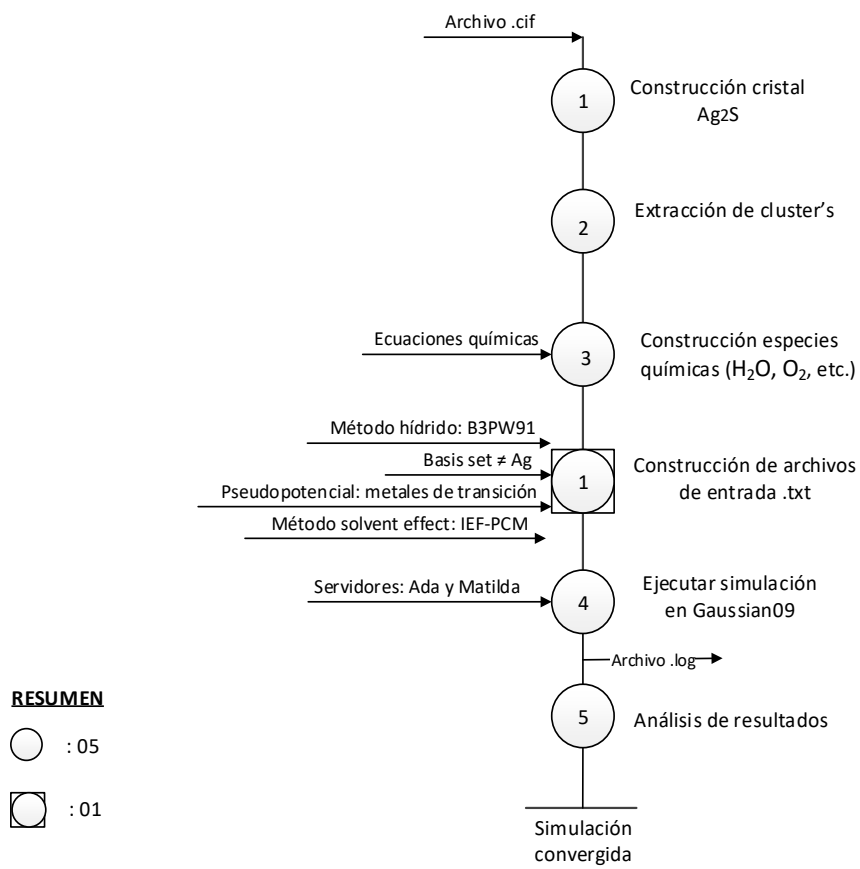 Archivo .cif
1
Construcción cristal
Ag2S
2
Extracción de cluster’s
Ecuaciones químicas
3
Construcción especies
químicas (H₂O, O₂, etc.)
Método hídrido: B3PW91
Basis set ≠ Ag
Pseudopotencial: metales de transición
Método solvent effect: IEF-PCM
1
Construcción de archivos
de entrada .txt
Servidores: Ada y Matilda
4
Ejecutar simulación
en Gaussian09
Archivo .log
5
Análisis de resultados
Simulación
convergida
RESUMEN
: 05
: 01